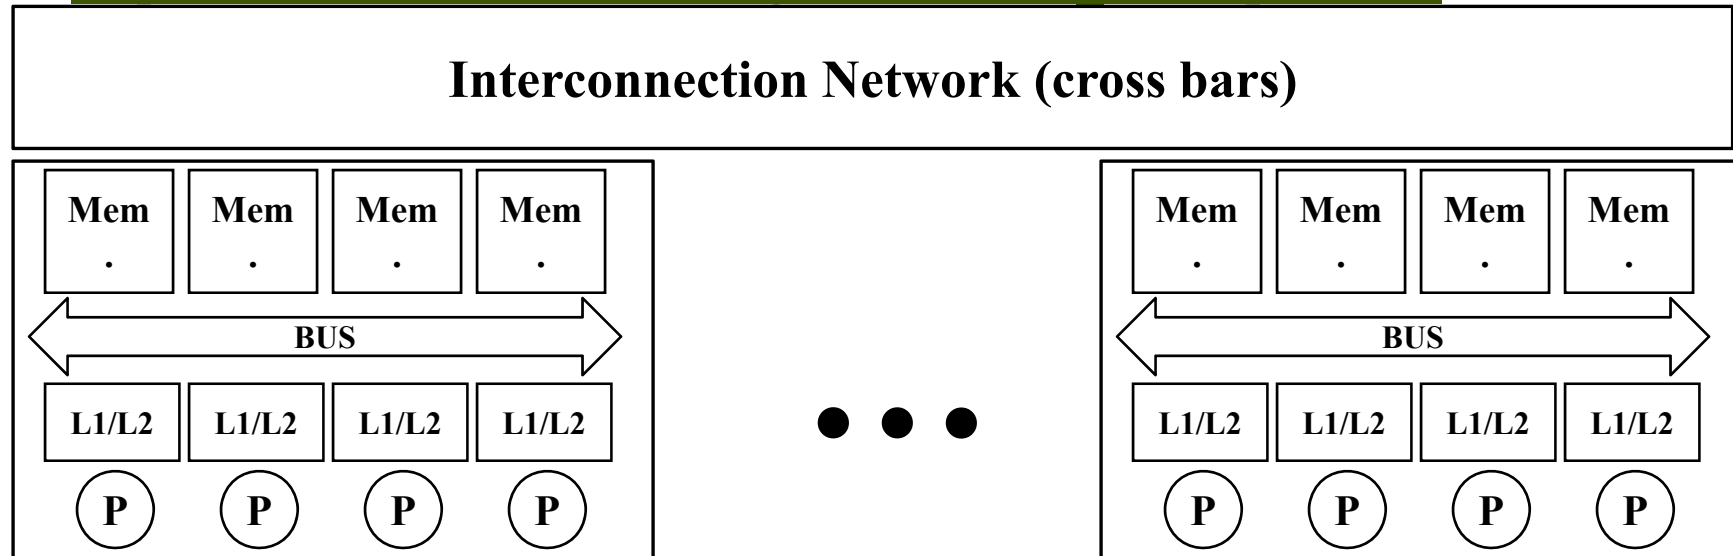 Interconnection Network (cross bars)
Mem Mem Mem Mem Mem Mem Mem Mem
. . . . . . . .
BUS BUS
L1/L2 L1/L2 L1/L2 L1/L2 L1/L2 L1/L2 L1/L2 L1/L2
P P P P P P P P